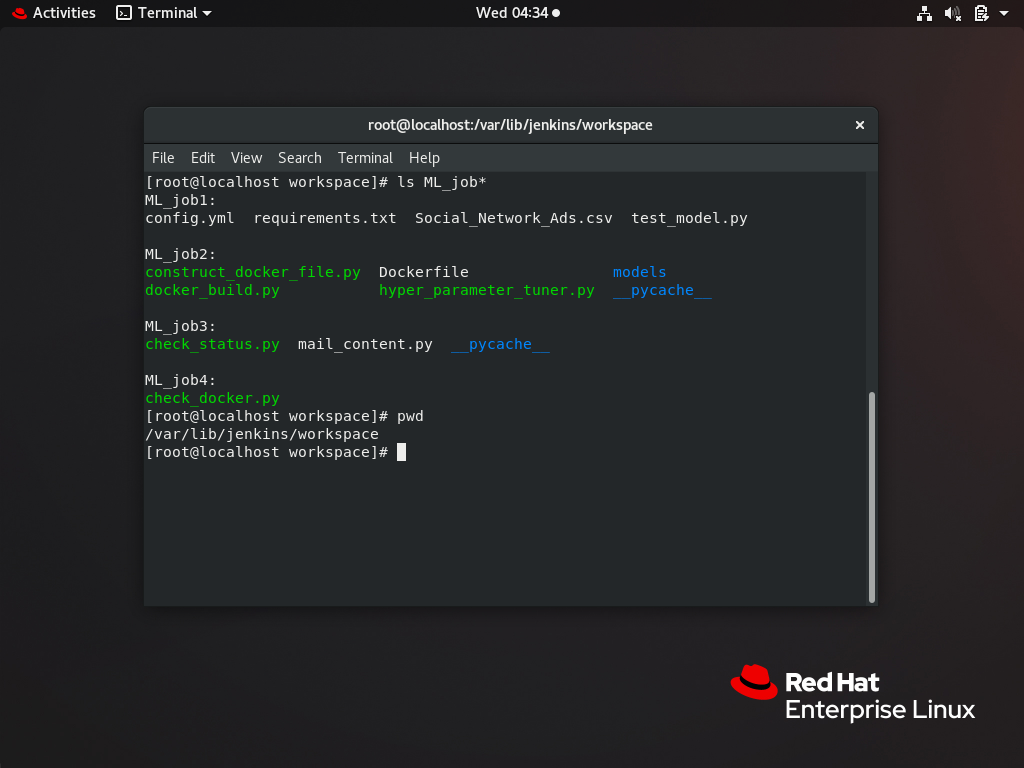 Activities Terminal Wed 04:34
root@localhost:/var/lib/jenkins/workspace
File Edit View Search Terminal Help
[root@localhost workspace]# ls ML_job*
ML_job1:
config.yml  requirements.txt  Social_Network_Ads.csv  test_model.py
ML_job2:
construct_docker_file.py  Dockerfile                models
docker_build.py           hyper_parameter_tuner.py  __pycache__
ML_job3:
check_status.py  mail_content.py  __pycache__
ML_job4:
check_docker.py
[root@localhost workspace]# pwd
/var/lib/jenkins/workspace
[root@localhost workspace]#
Red Hat
Enterprise Linux